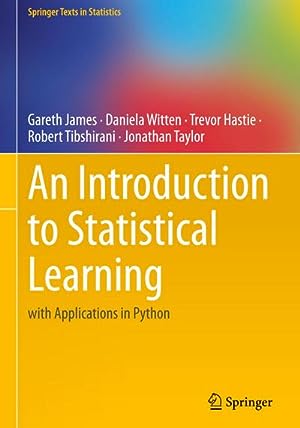 Springer Texts in Statistics
Gareth James · Daniela Witten · Trevor Hastie ·
Robert Tibshirani · Jonathan Taylor
An Introduction
to Statistical
Learning
with Applications in Python
Springer